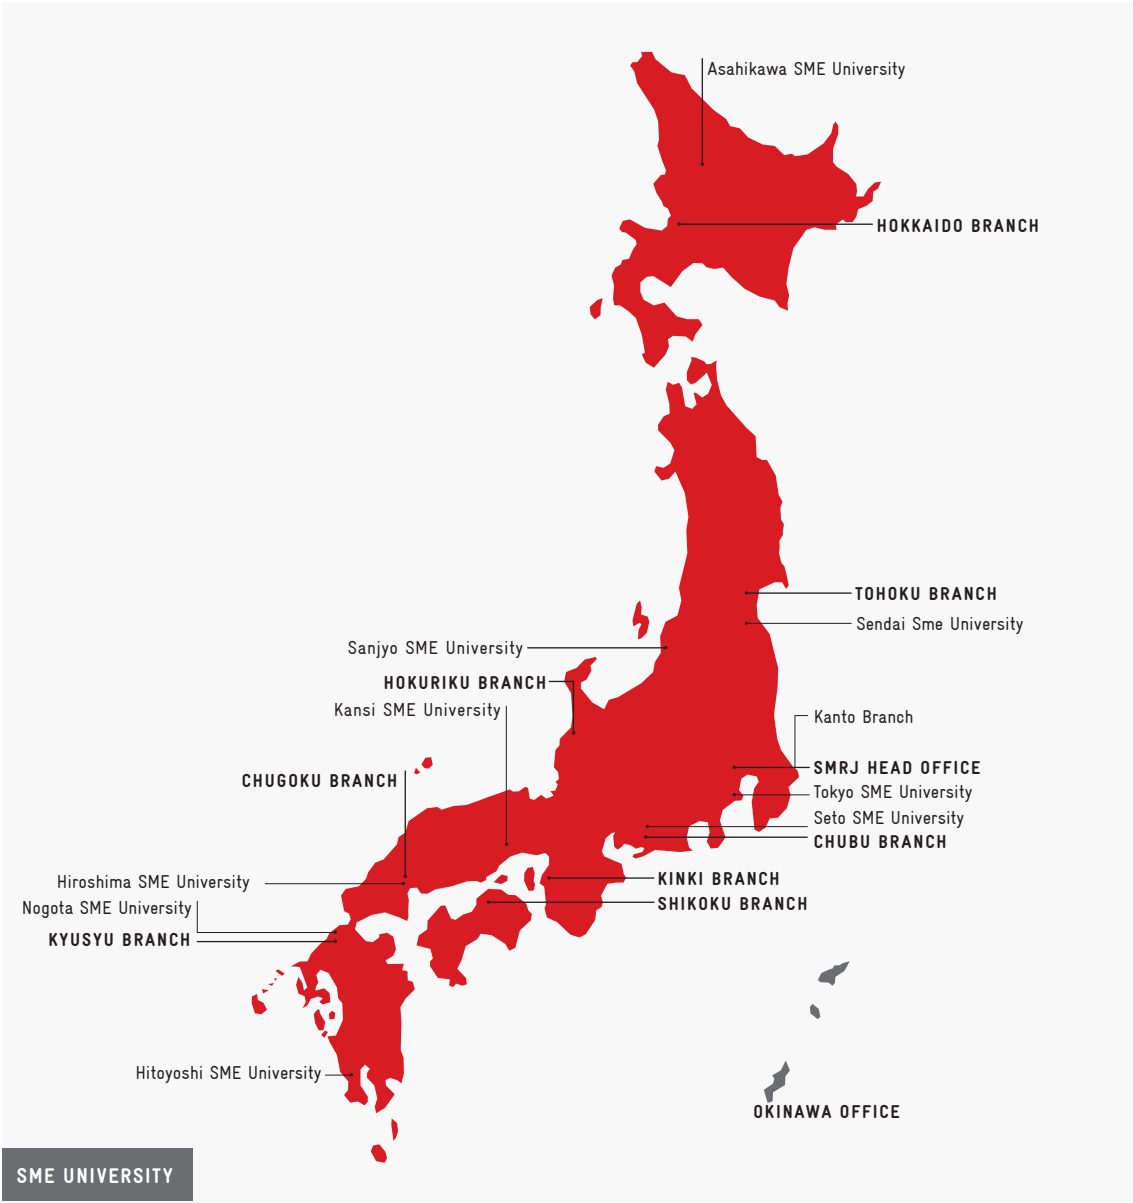 Asahikawa SME University
HOKKAIDO BRANCH
TOHOKU BRANCH
Sendai Sme University
Sanjyo SME University
HOKURIKU BRANCH
Kansi SME University
Kanto Branch
SMRJ HEAD OFFICE
CHUGOKU BRANCH
Tokyo SME University
Seto SME University
CHUBU BRANCH
KINKI BRANCH
Hiroshima SME University
SHIKOKU BRANCH
Nogota SME University
KYUSYU BRANCH
Hitoyoshi SME University
OKINAWA OFFICE
SME UNIVERSITY